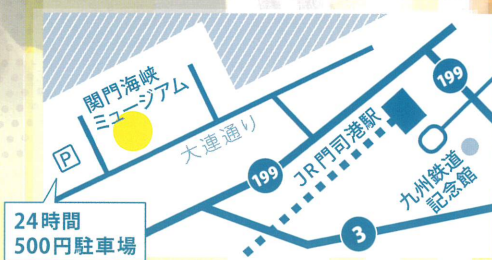 関門海峡
ミュージアム
P
大連通り
199
199
JR門司港駅
九州鉄道
記念館
3
24時間
500円駐車場